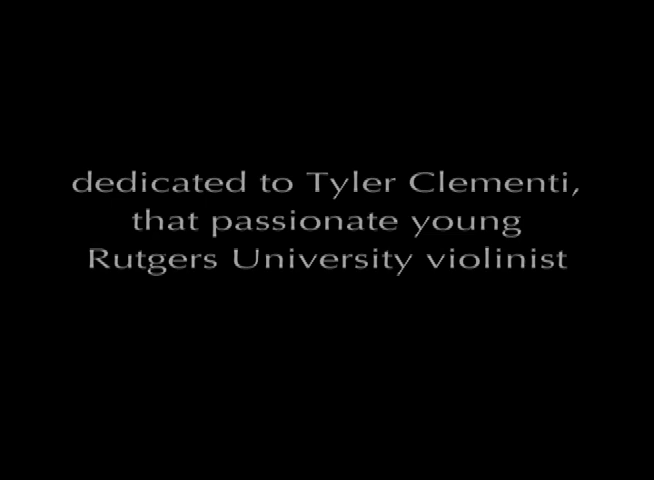 dedicated to Tyler Clementi,
that passionate young
Rutgers University violinist